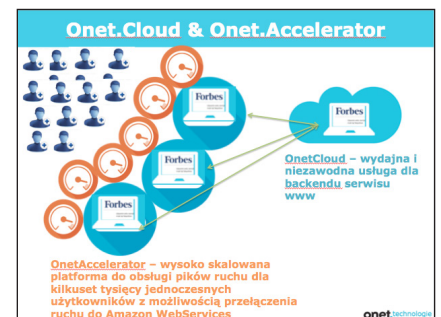 Onet.Cloud & Onet.Accelerator
Forbes
Forbes
Forbes
Forbes
OnetCloud – wydajna i
niezawodna usługa dla
backendu serwisu
www
OnetAccelerator – wysoko skalowana
platforma do obsługi pików ruchu dla
kilkuset tysięcy jednoczesnych
użytkowników z możliwością przełączenia
ruchu do Amazon WebServices
onet.technologie